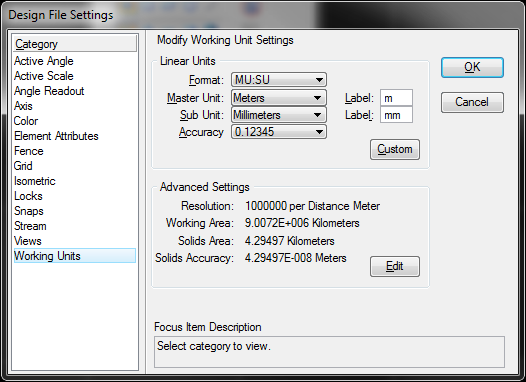 Design File Settings
Category
Active Angle
Active Scale
Angle Readout
Axis
Color
Element Attributes
Fence
Grid
Isometric
Locks
Snaps
Stream
Views
Working Units
Modify Working Unit Settings
Linear Units
Format: MU:SU
Master Unit: Meters Label: m
Sub Unit: Millimeters Label: mm
Accuracy 0.12345
Custom
Advanced Settings
Resolution: 1000000 per Distance Meter
Working Area: 9.0072E+006 Kilometers
Solids Area: 4.29497 Kilometers
Solids Accuracy: 4.29497E-008 Meters
Edit
Focus Item Description
Select category to view.
OK
Cancel